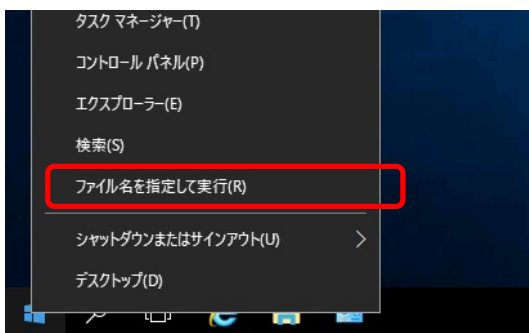 タスク マネージャー(T)
コントロール パネル(P)
エクスプローラー(E)
検索(S)
ファイル名を指定して実行(R)
シャットダウンまたはサインアウト(U)
デスクトップ(D)